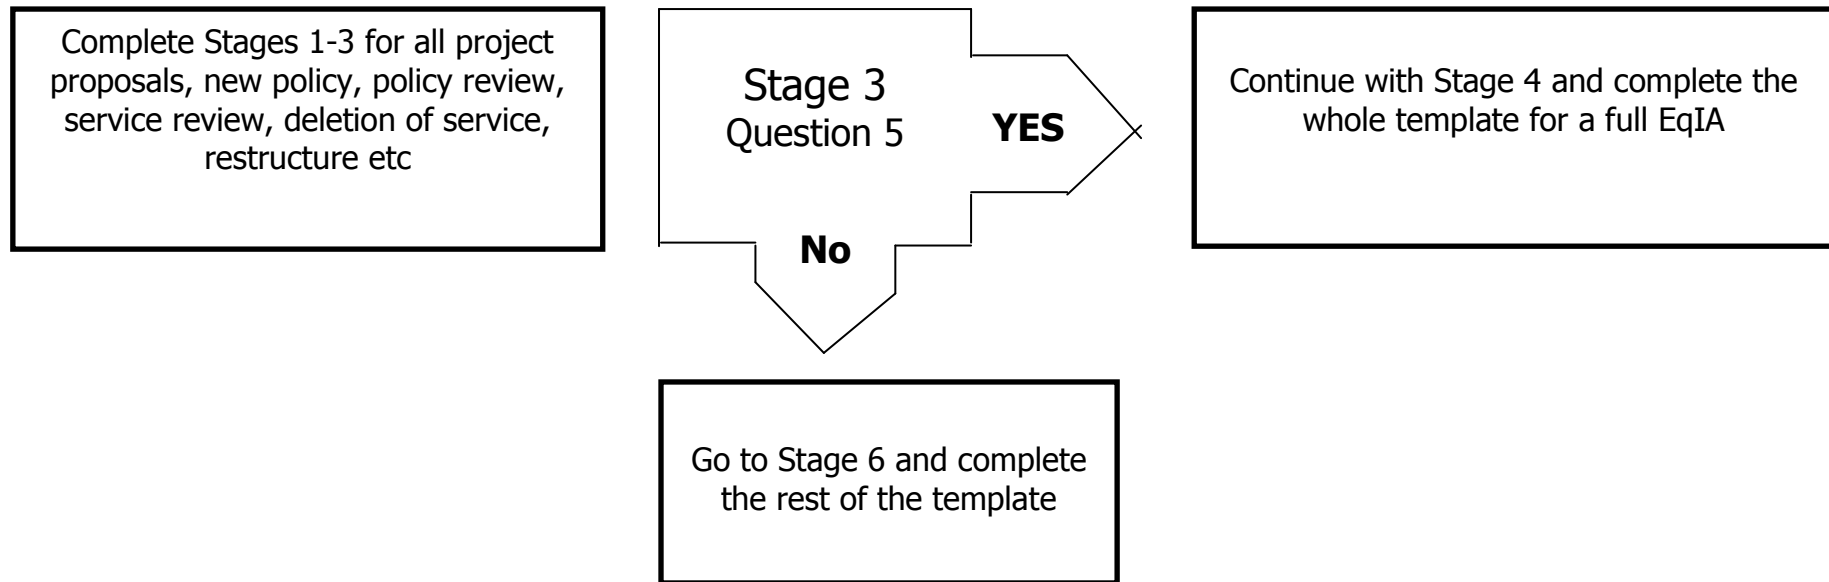 Complete Stages 1-3 for all project
proposals, new policy, policy review,
service review, deletion of service,
restructure etc
Stage 3
Question 5
YES
No
Continue with Stage 4 and complete the
whole template for a full EqIA
Go to Stage 6 and complete
the rest of the template